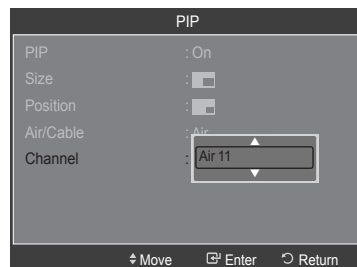 PIP
PIP : On
Size :
Position :
Air/Cable : Air
Channel : Air 11
Move Enter Return